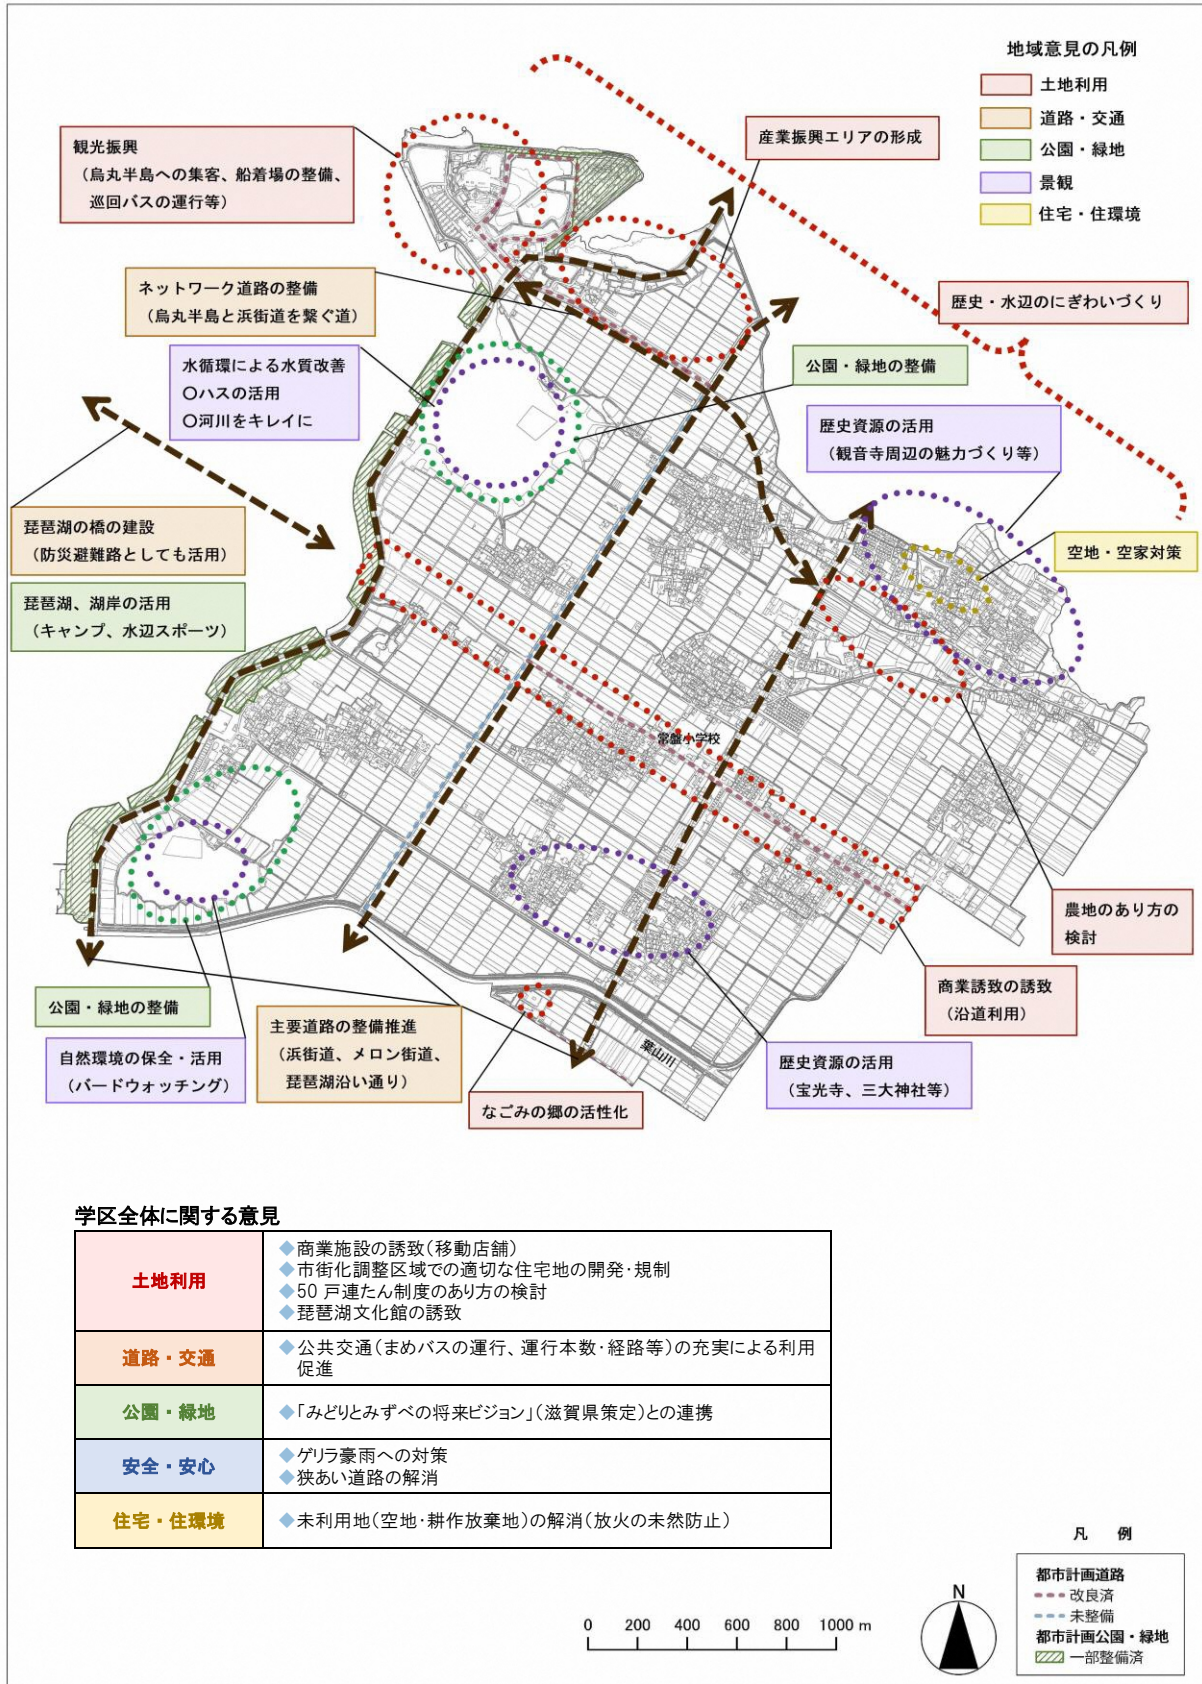 地域意見の凡例
土地利用
道路・交通
公園・緑地
景観
住宅・住環境
観光振興
(烏丸半島への集客、船着場の整備、
巡回バスの運行等)
産業振興エリアの形成
ネットワーク道路の整備
(烏丸半島と浜街道を繋ぐ道)
歴史・水辺のにぎわいづくり
水循環による水質改善
○ハスの活用
○河川をキレイに
公園・緑地の整備
歴史資源の活用
(観音寺周辺の魅力づくり等)
琵琶湖の橋の建設
(防災避難路としても活用)
空地・空家対策
琵琶湖、湖岸の活用
(キャンプ、水辺スポーツ)
常盤小学校
農地のあり方の
検討
商業誘致の誘致
(沿道利用)
公園・緑地の整備
自然環境の保全・活用
(バードウォッチング)
主要道路の整備推進
(浜街道、メロン街道、
琵琶湖沿い通り)
葉山川
歴史資源の活用
(宝光寺、三大神社等)
なごみの郷の活性化
学区全体に関する意見
土地利用
◆商業施設の誘致(移動店舗)
◆市街化調整区域での適切な住宅地の開発・規制
◆50 戸連たん制度のあり方の検討
◆琵琶湖文化館の誘致
道路・交通
◆公共交通(まめバスの運行、運行本数・経路等)の充実による利用
促進
公園・緑地
◆「みどりとみずべの将来ビジョン」(滋賀県策定)との連携
安全・安心
◆ゲリラ豪雨への対策
◆狭あい道路の解消
住宅・住環境
◆未利用地(空地・耕作放棄地)の解消(放火の未然防止)
凡 例
都市計画道路
改良済
未整備
都市計画公園・緑地
一部整備済
N
0 200 400 600 800 1000 m